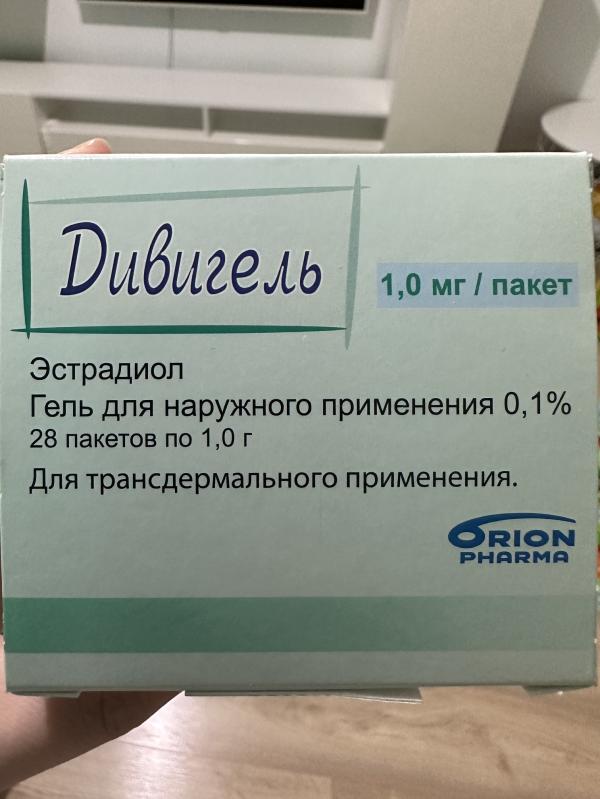 Дивигель
1,0 мг / пакет
Эстрадиол
Гель для наружного применения 0,1%
28 пакетов по 1,0 г
Для трансдермального применения.
ORION
PHARMA